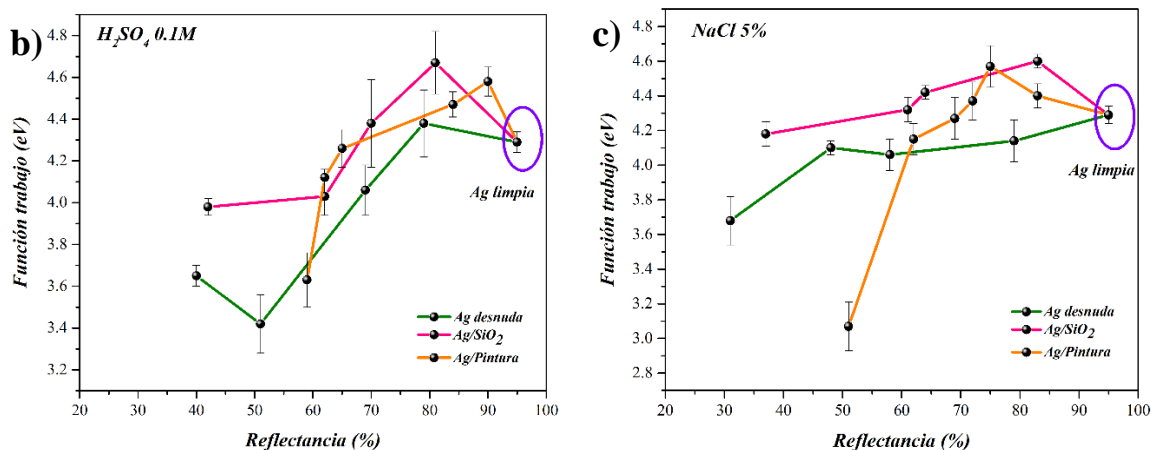 b)
H₂SO₄ 0.1M
Función trabajo (eV)
4.8
4.6
4.4
4.2
4.0
3.8
3.6
3.4
3.2
Ag limpia
Ag desnuda
Ag/SiO₂
Ag/Pintura
20 30 40 50 60 70 80 90 100
Reflectancia (%)
c)
NaCl 5%
Función trabajo (eV)
4.8
4.6
4.4
4.2
4.0
3.8
3.6
3.4
3.2
3.0
2.8
Ag limpia
Ag desnuda
Ag/SiO₂
Ag/Pintura
20 30 40 50 60 70 80 90 100
Reflectancia (%)